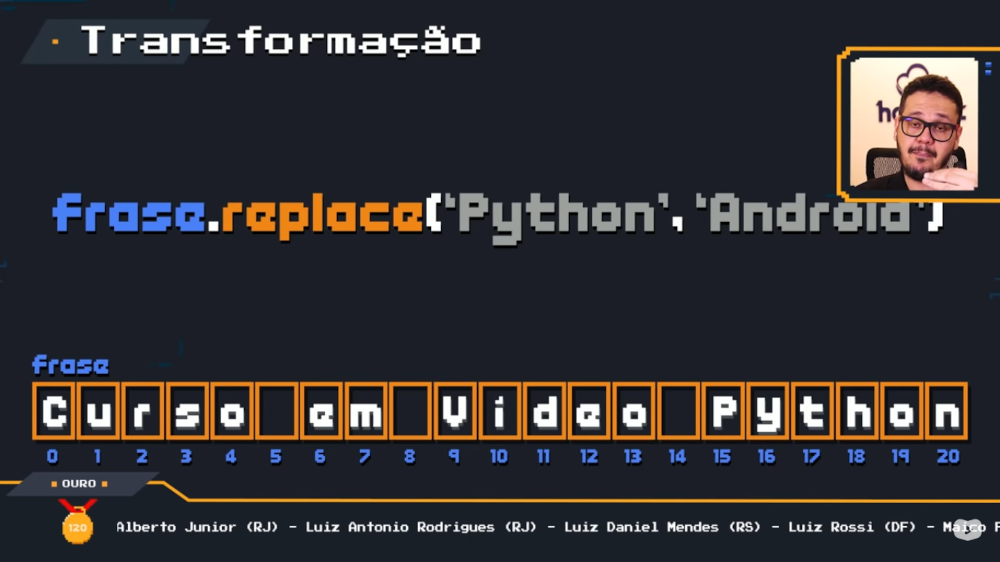 Transformação
frase.replace('Python', 'Android')
frase
C u r s o e m V í d e o P y t h o n
0 1 2 3 4 5 6 7 8 9 10 11 12 13 14 15 16 17 18 19 20
OURO
120
Alberto Junior (RJ) - Luiz Antonio Rodrigues (RJ) - Luiz Daniel Mendes (RS) - Luiz Rossi (DF) - Maico F